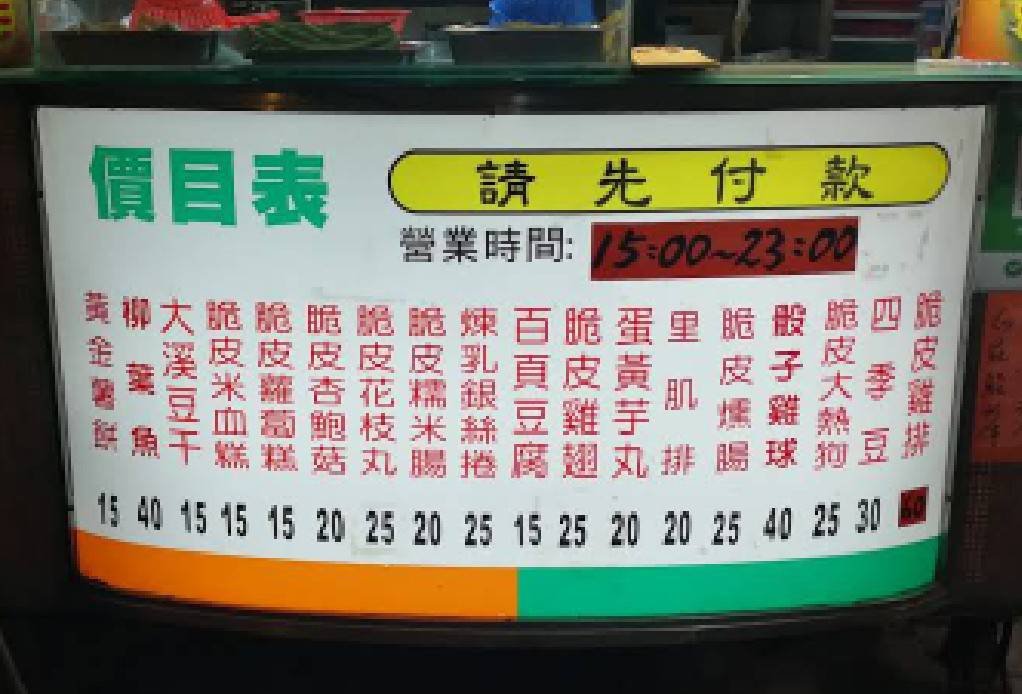 價目表
請先付款
營業時間: 15:00~23:00
脆皮雞排 60
四季豆 30
脆皮大熱狗 25
骰子雞球 40
脆皮燻腸 25
里肌排 20
蛋黃芋丸 20
脆皮雞翅 25
百頁豆腐 15
煉乳銀絲捲 25
脆皮糯米腸 20
脆皮花枝丸 25
脆皮杏鮑菇 20
脆皮蘿蔔糕 15
脆皮米血糕 15
大溪豆干 15
柳葉魚 40
黃金薯餅 15